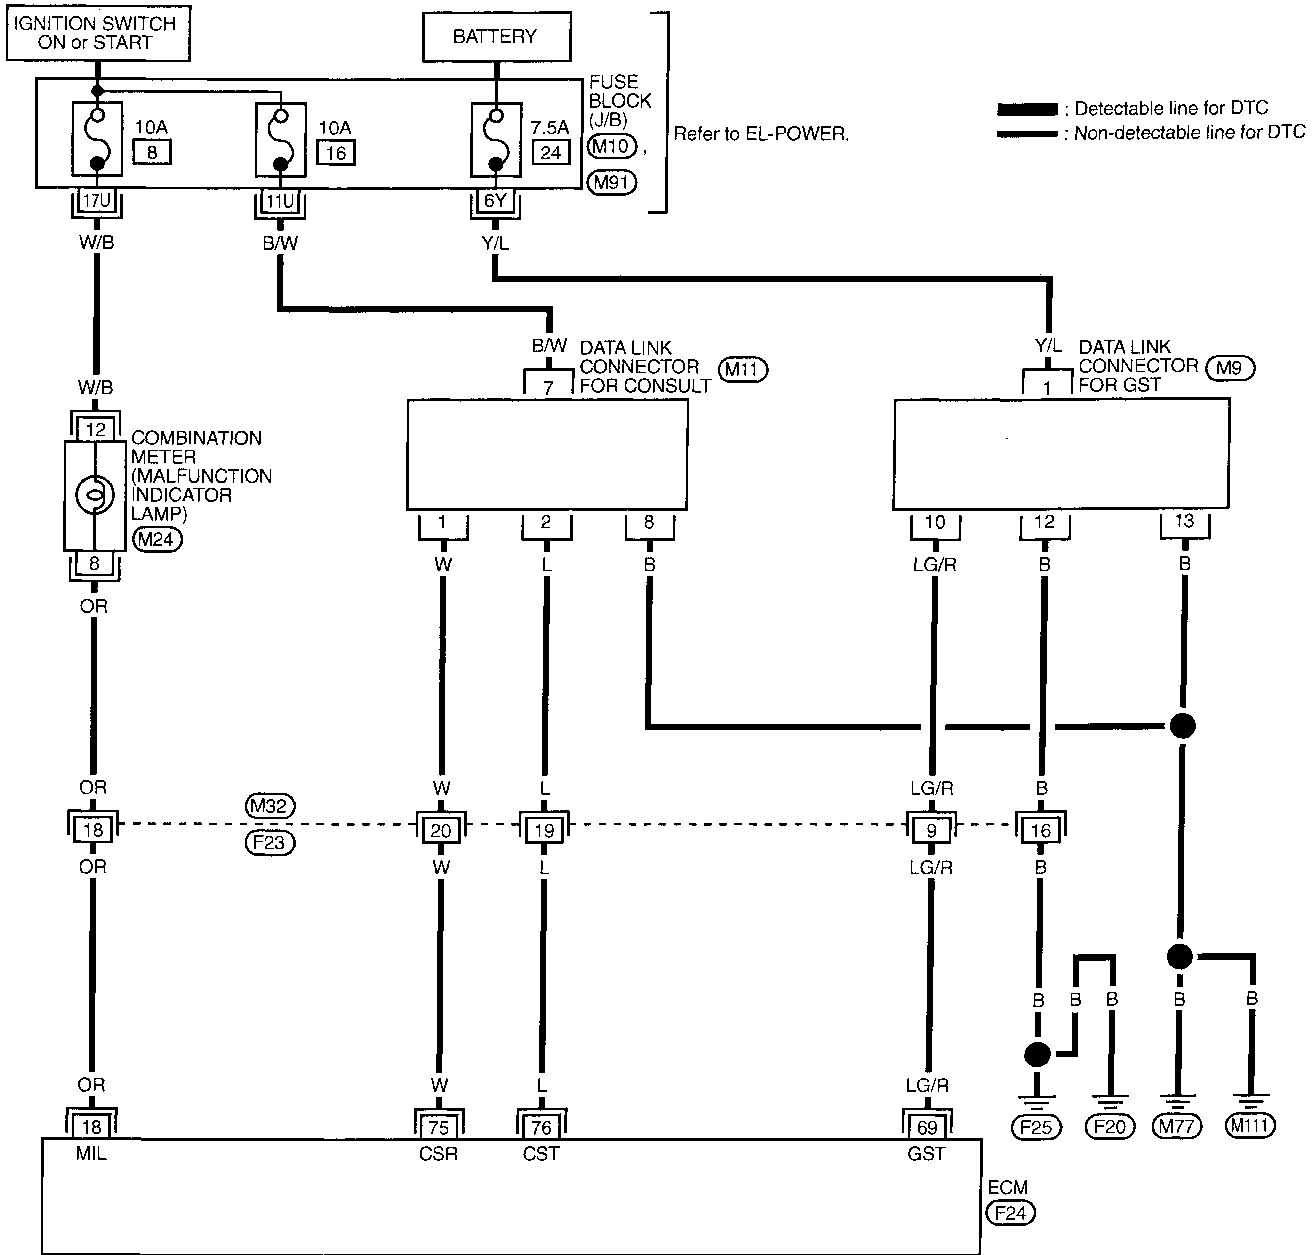 IGNITION SWITCH
ON or START
BATTERY
FUSE
BLOCK
(J/B)
M10 ,
M91
Refer to EL-POWER.
: Detectable line for DTC
: Non-detectable line for DTC
10A
8
10A
16
7.5A
24
17U
11U
6Y
W/B
B/W
Y/L
B/W
DATA LINK
CONNECTOR
FOR CONSULT
M11
7
Y/L
DATA LINK
CONNECTOR
FOR GST
M9
1
W/B
12
COMBINATION
METER
(MALFUNCTION
INDICATOR
LAMP)
M24
8
OR
1
2
8
10
12
13
W
L
B
LG/R
B
B
OR
W
L
LG/R
B
M32
F23
18
20
19
9
16
OR
W
L
LG/R
B
B
B
B
B
B
OR
W
L
LG/R
F25
F20
M77
M111
18
75
76
69
MIL
CSR
CST
GST
ECM
F24